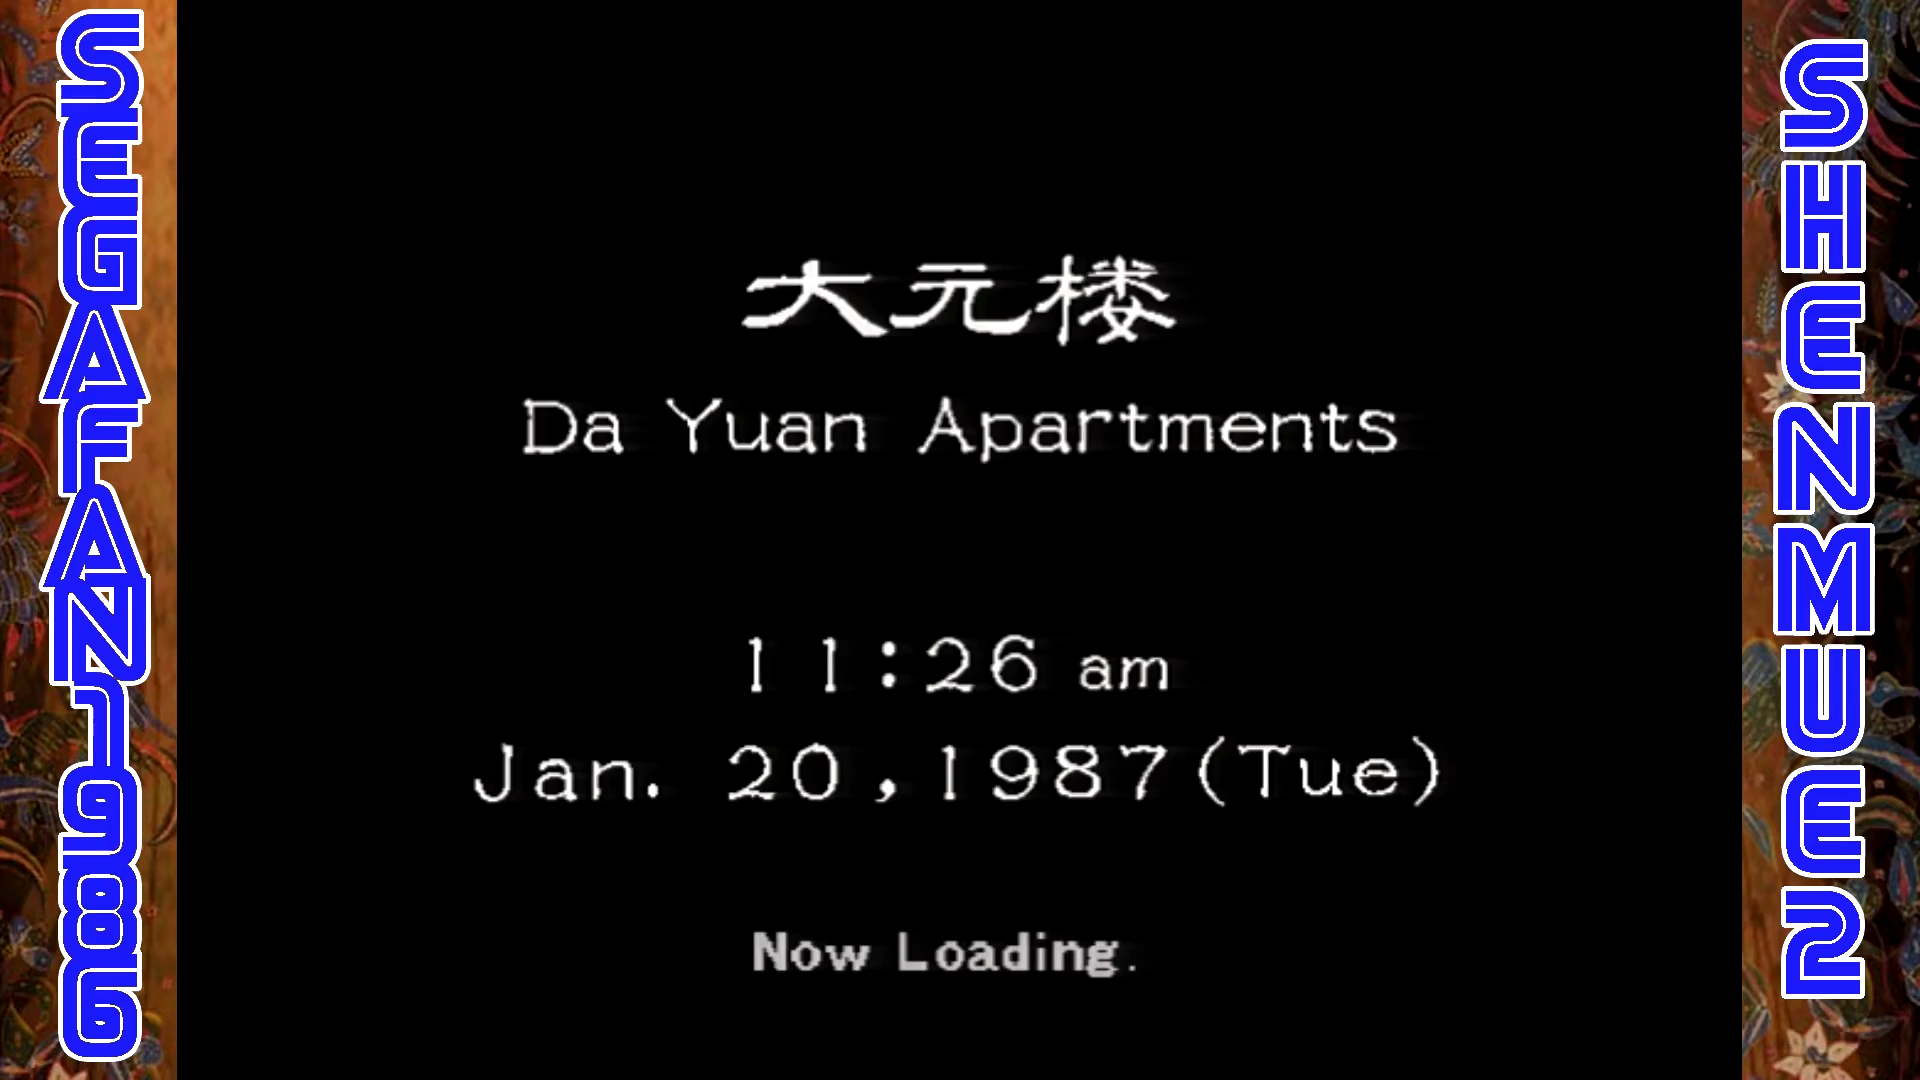 SEGAFAN1986
大元楼
Da Yuan Apartments
11:26 am
Jan. 20,1987(Tue)
Now Loading.
SHENMUE2